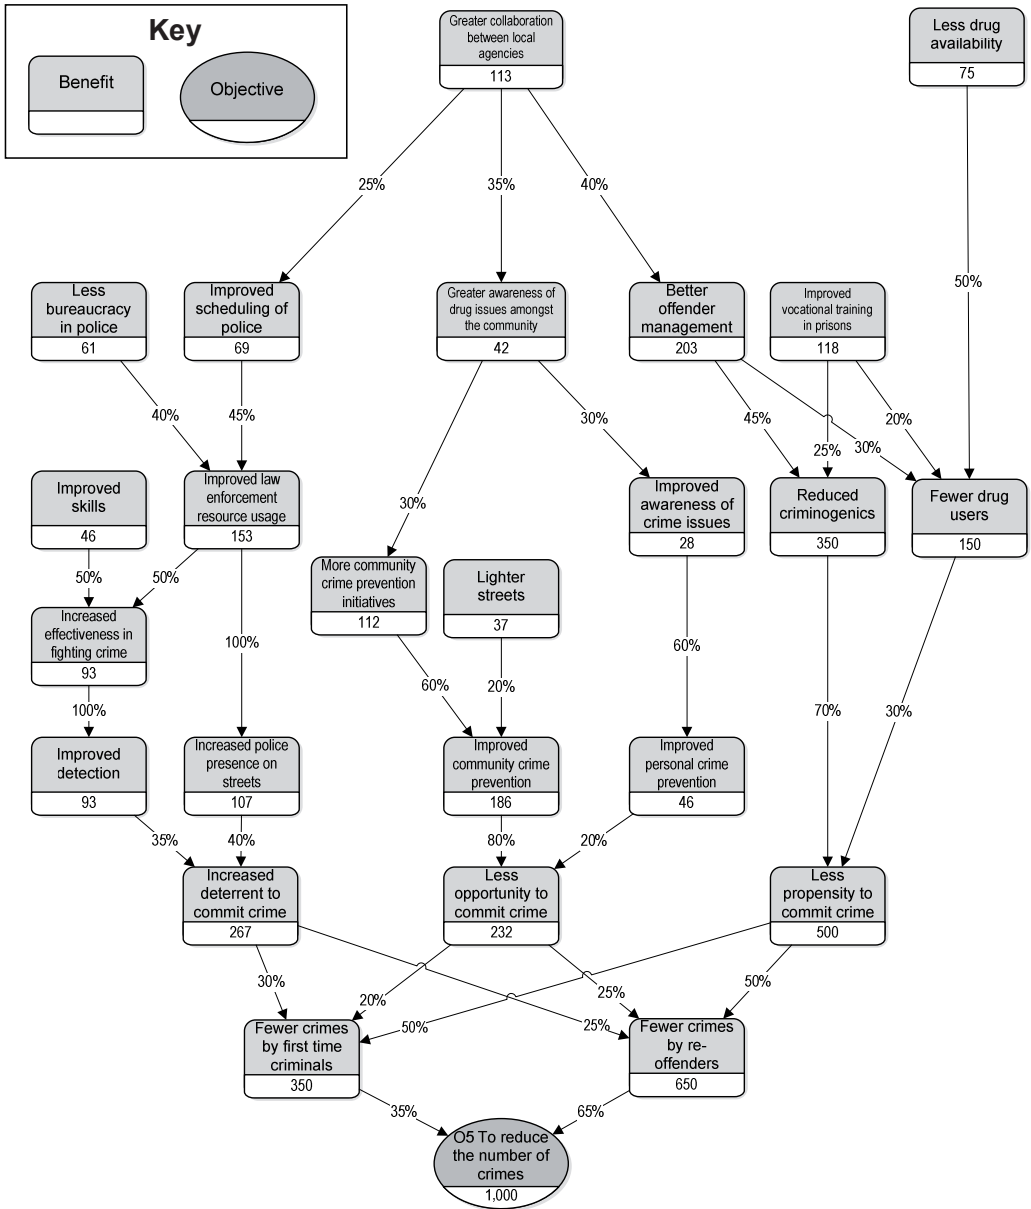 Key
Benefit
Objective
Greater collaboration
between local
agencies
113
Less drug
availability
75
25%
35%
40%
50%
Less
bureaucracy
in police
61
Improved
scheduling of
police
69
Greater awareness of
drug issues amongst
the community
42
Better
offender
management
203
Improved
vocational training
in prisons
118
40%
45%
30%
45%
25%
30%
20%
Improved
skills
46
Improved law
enforcement
resource usage
153
30%
Improved
awareness of
crime issues
28
Reduced
criminogenics
350
Fewer drug
users
150
50%
50%
More community
crime prevention
initiatives
112
Lighter
streets
37
Increased
effectiveness in
fighting crime
93
100%
60%
20%
60%
100%
70%
30%
Improved
detection
93
Increased police
presence on
streets
107
Improved
community crime
prevention
186
Improved
personal crime
prevention
46
35%
40%
80%
20%
Increased
deterrent to
commit crime
267
Less
opportunity to
commit crime
232
Less
propensity to
commit crime
500
30%
20%
50%
25%
25%
50%
Fewer crimes
by first time
criminals
350
Fewer crimes
by re-
offenders
650
35%
65%
O5 To reduce
the number of
crimes
1,000